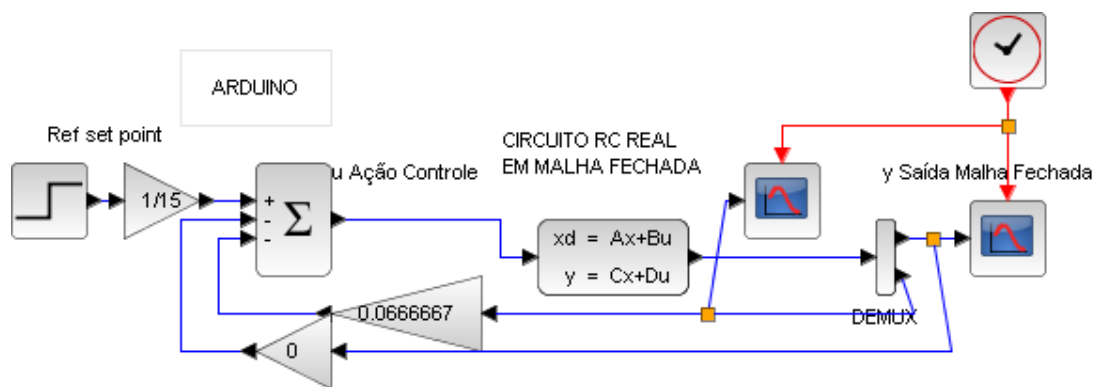 ARDUINO
Ref set point
CIRCUITO RC REAL
EM MALHA FECHADA
u Ação Controle
y Saída Malha Fechada
1/15
+
-
-
Σ
xd = Ax+Bu
y = Cx+Du
0.0666667
DEMUX
0